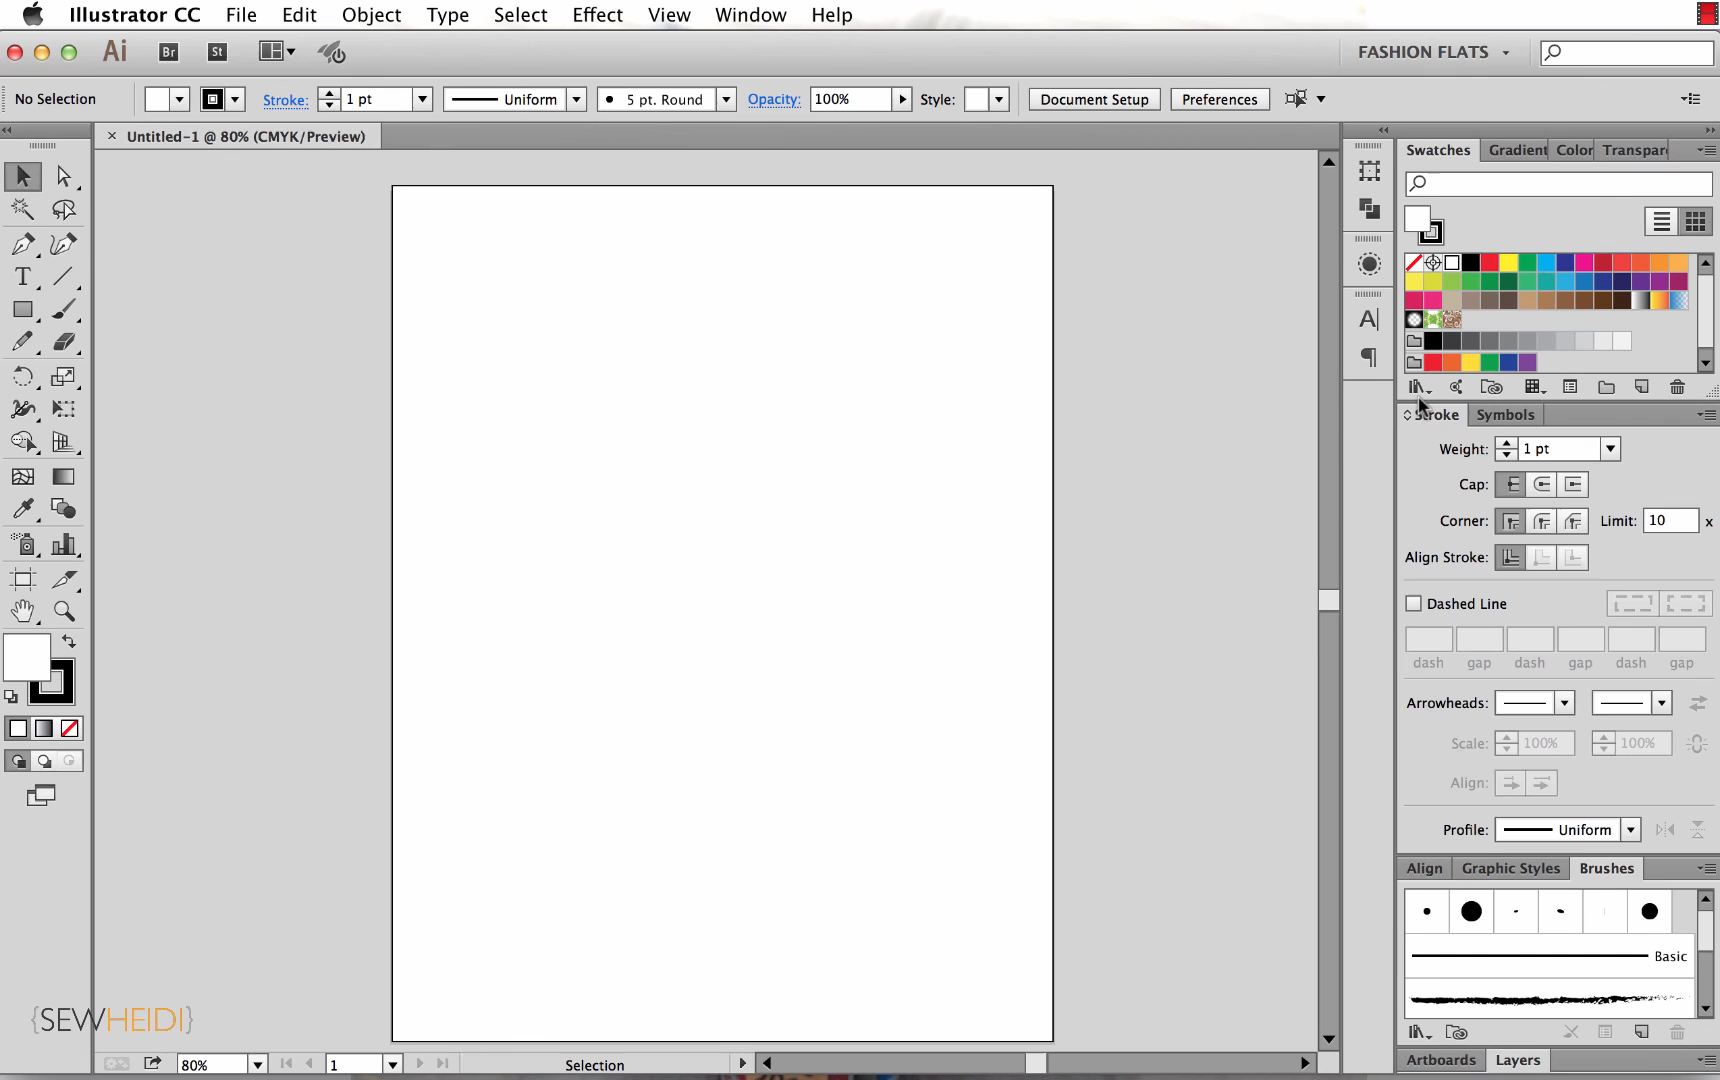 Illustrator CC File Edit Object Type Select Effect View Window Help
Ai Br St FASHION FLATS
No Selection Stroke: 1 pt Uniform 5 pt. Round Opacity: 100% Style: Document Setup Preferences
× Untitled-1 @ 80% (CMYK/Preview)
Swatches Gradient Color Transpar
Stroke Symbols
Weight: 1 pt
Cap:
Corner: Limit: 10 x
Align Stroke:
Dashed Line
dash gap dash gap dash gap
Arrowheads:
Scale: 100% 100%
Align:
Profile: Uniform
Align Graphic Styles Brushes
Basic
{SEWHEIDI}
80% 1 Selection
Artboards Layers